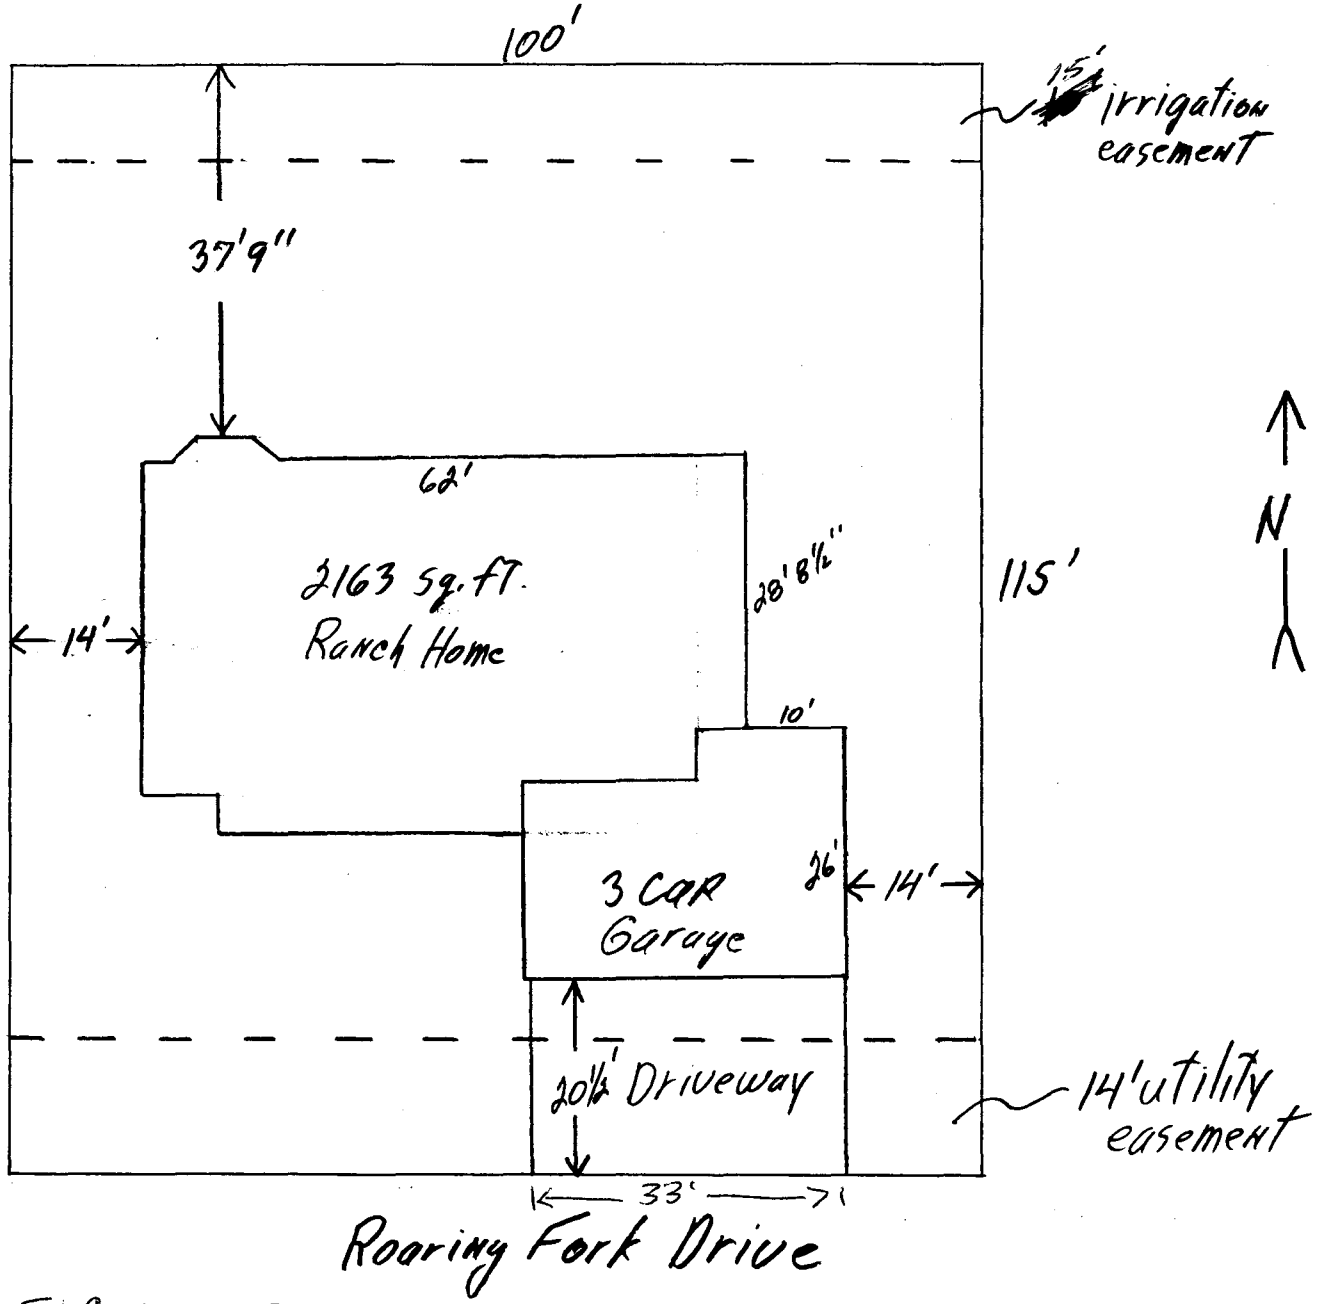 100'
15' irrigation
easement
37'9"
62'
2163 sq. ft.
Ranch Home
28' 8½"
N
115'
14'
10'
3 Car
Garage
26'
14'
20½' Driveway
14' utility
easement
33'
Roaring Fork Drive